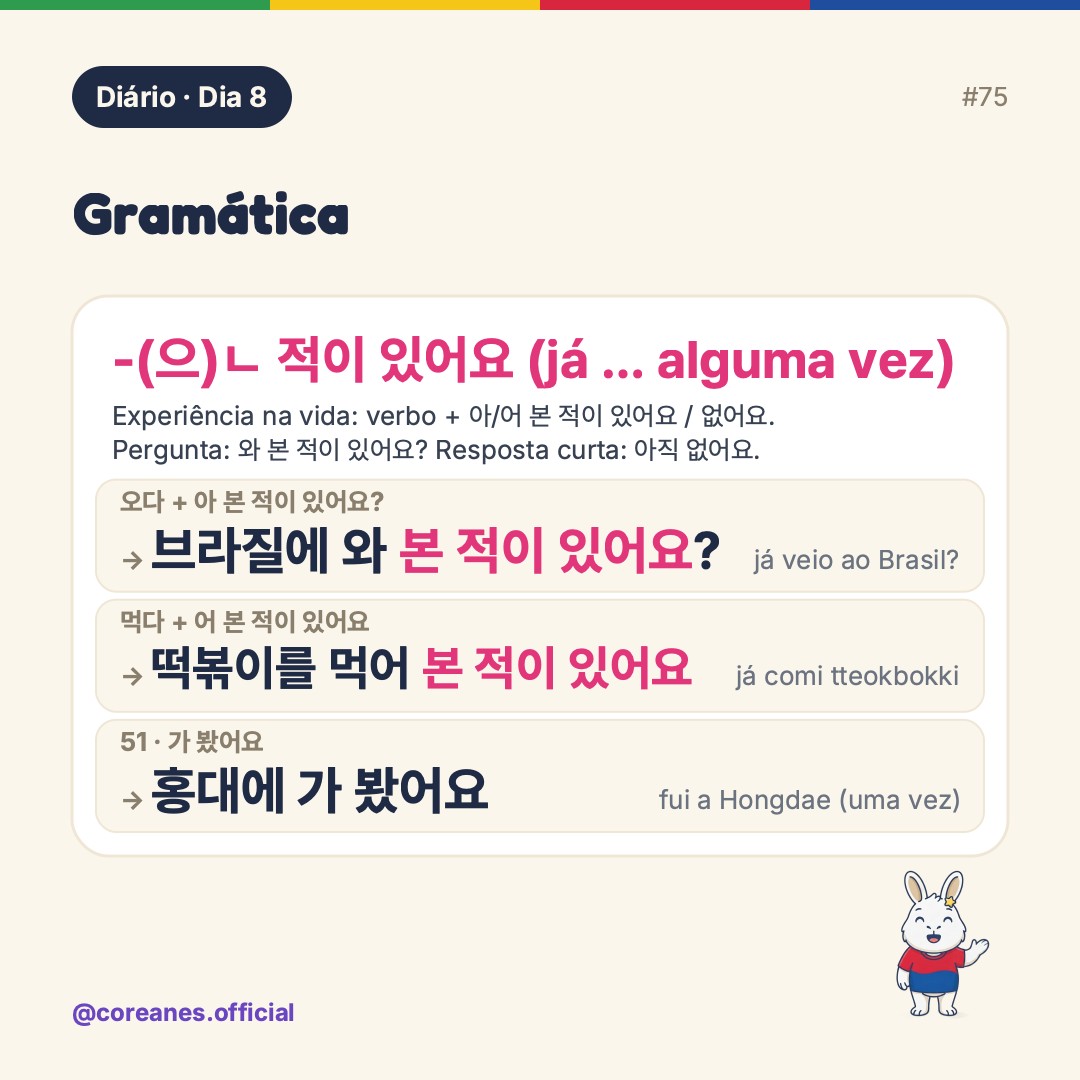 Diário · Dia 8
#75
Gramática
-(으)ㄴ 적이 있어요 (já ... alguma vez)
Experiência na vida: verbo + 아/어 본 적이 있어요 / 없어요.
Pergunta: 와 본 적이 있어요? Resposta curta: 아직 없어요.
오다 + 아 본 적이 있어요?
→ 브라질에 와 본 적이 있어요? já veio ao Brasil?
먹다 + 어 본 적이 있어요
→ 떡볶이를 먹어 본 적이 있어요 já comi tteokbokki
51 · 가 봤어요
→ 홍대에 가 봤어요 fui a Hongdae (uma vez)
@coreanes.official